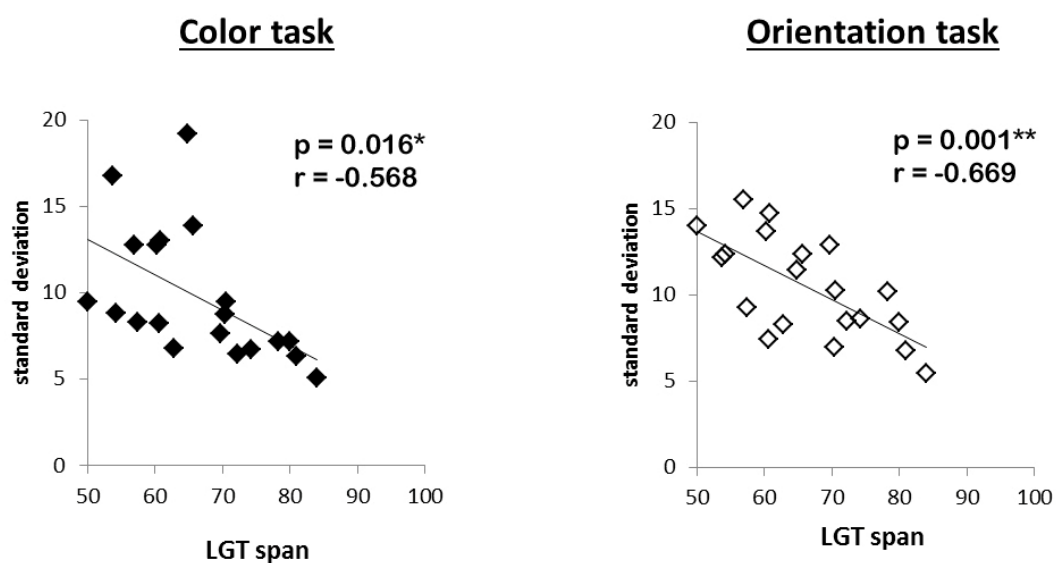 Color task
20
15
10
5
0
standard deviation
p = 0.016*
r = -0.568
50 60 70 80 90 100
LGT span
Orientation task
20
15
10
5
0
standard deviation
p = 0.001**
r = -0.669
50 60 70 80 90 100
LGT span